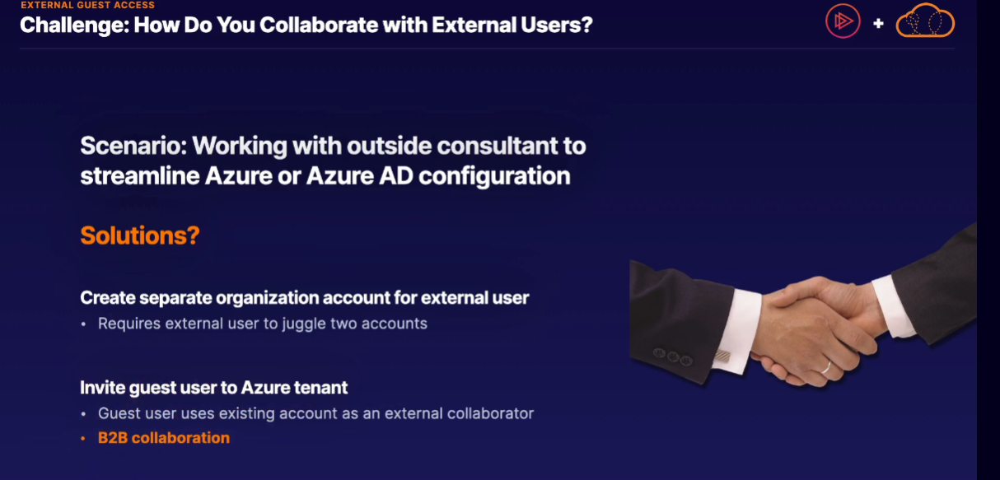 EXTERNAL GUEST ACCESS
Challenge: How Do You Collaborate with External Users?
+
Scenario: Working with outside consultant to
streamline Azure or Azure AD configuration
Solutions?
Create separate organization account for external user
• Requires external user to juggle two accounts
Invite guest user to Azure tenant
• Guest user uses existing account as an external collaborator
• B2B collaboration